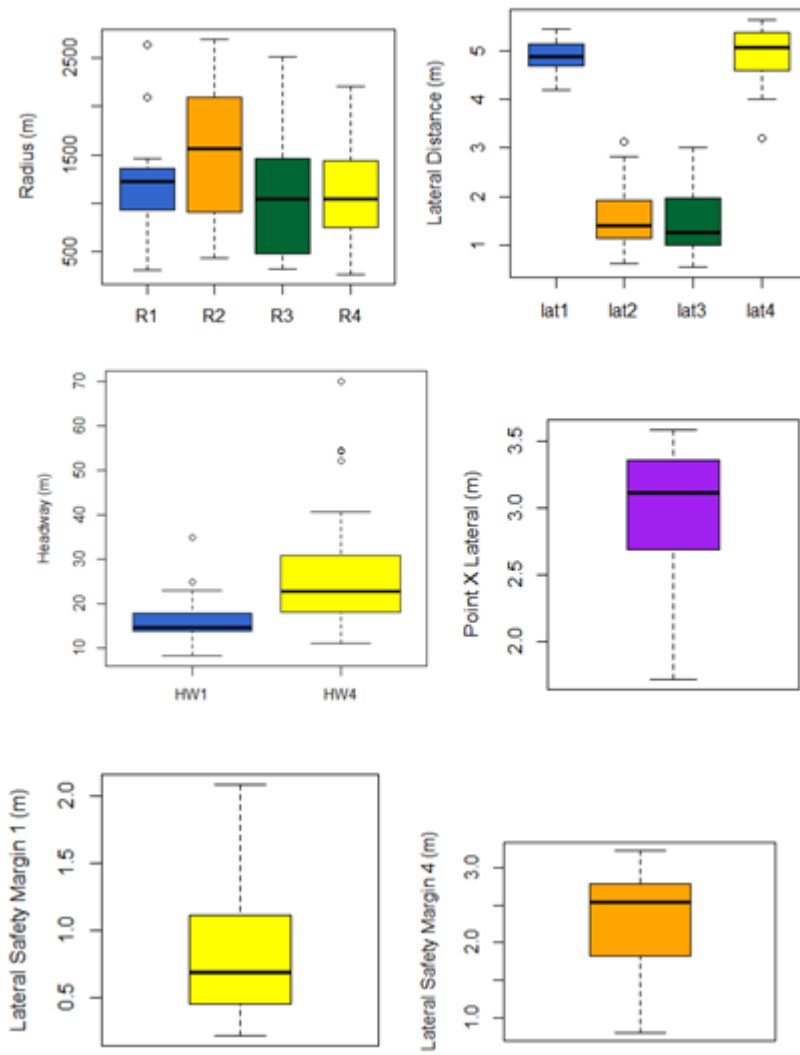 Radius (m)
2500
1500
500
R1 R2 R3 R4
Lateral Distance (m)
5
4
3
2
1
lat1 lat2 lat3 lat4
Headway (m)
70
60
50
40
30
20
10
HW1 HW4
Point X Lateral (m)
3.5
3.0
2.5
2.0
Lateral Safety Margin 1 (m)
2.0
1.5
1.0
0.5
Lateral Safety Margin 4 (m)
3.0
2.0
1.0